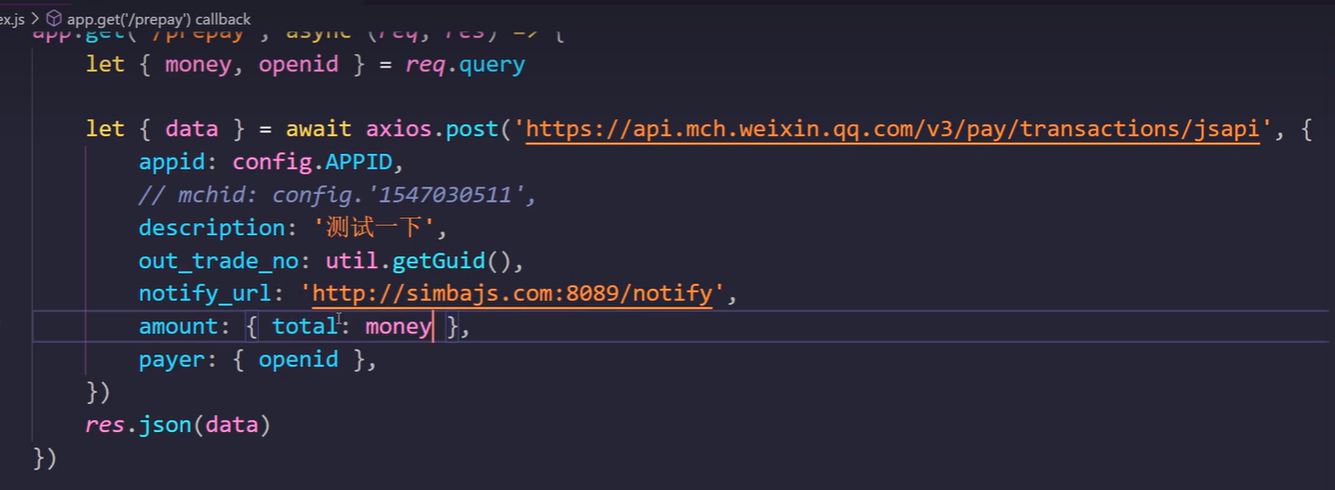 ex.js > app.get('/prepay') callback
app.get('/prepay', async (req, res) => {
let { money, openid } = req.query
let { data } = await axios.post('https://api.mch.weixin.qq.com/v3/pay/transactions/jsapi', {
appid: config.APPID,
// mchid: config.'1547030511',
description: '测试一下',
out_trade_no: util.getGuid(),
notify_url: 'http://simbajs.com:8089/notify',
amount: { total: money },
payer: { openid },
})
res.json(data)
})